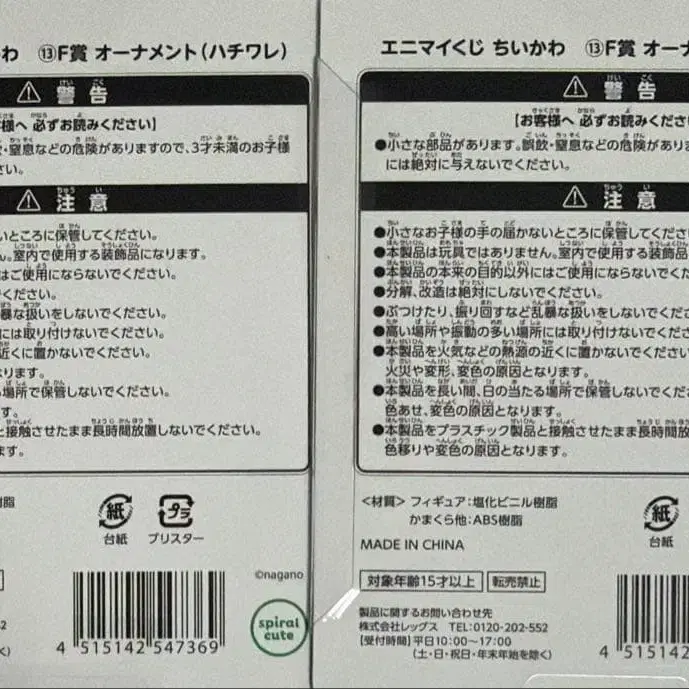 わ ⑬F賞 オーナメント(ハチワレ)
警告
様へ 必ずお読みください]
飲・窒息などの危険がありますので、3才未満のお子様
さい。
注意
いところに保管してください。
ん。室内で使用する装飾品になります。
はご使用にならないでください。
ください。
暴な扱いをしないでください。
には取り付けないでください。
近くに置かないでください。
ります。
る場所で保管しないでください。
す。
と接触させたまま長時間放置しないでください。
ます。
樹脂
紙
プラ
台紙 ブリスター
©nagano
spiral
cute
4 515142 547369
エニマイくじ ちいかわ ⑬F賞 オー
警告
[お客様へ 必ずお読みくださ
●小さな部品があります。誤飲・窒息などの危険がありま
には絶対に与えないでください。
注意
●小さなお子様の手の届かないところに保管してくださ
●本製品は玩具ではありません。室内で使用する装飾品
●本製品の本来の目的以外にはご使用にならないでくだ
●分解、改造は絶対にしないでください。
●ぶつけたり、振り回すなど乱暴な扱いをしないでくださ
●高い場所や振動の多い場所には取り付けないでくださ
●本製品を火気などの熱源の近くに置かないでください。
火災や変形、変色の原因となります。
●本製品を長い間、日の当たる場所で保管しないでくださ
色あせ、変色の原因となります。
●本製品をプラスチック製品と接触させたまま長時間放
色移りや変色の原因となります。
<材質> フィギュア:塩化ビニル樹脂
かまくら他:ABS樹脂
MADE IN CHINA
紙
台紙
対象年齢15才以上 転売禁止
製品に関するお問い合わせ先
株式会社レッグス TEL:0120-202-552
[受付時間] 平日10:00~17:00
(土・日・祝日・年末年始を除く)
4 515142